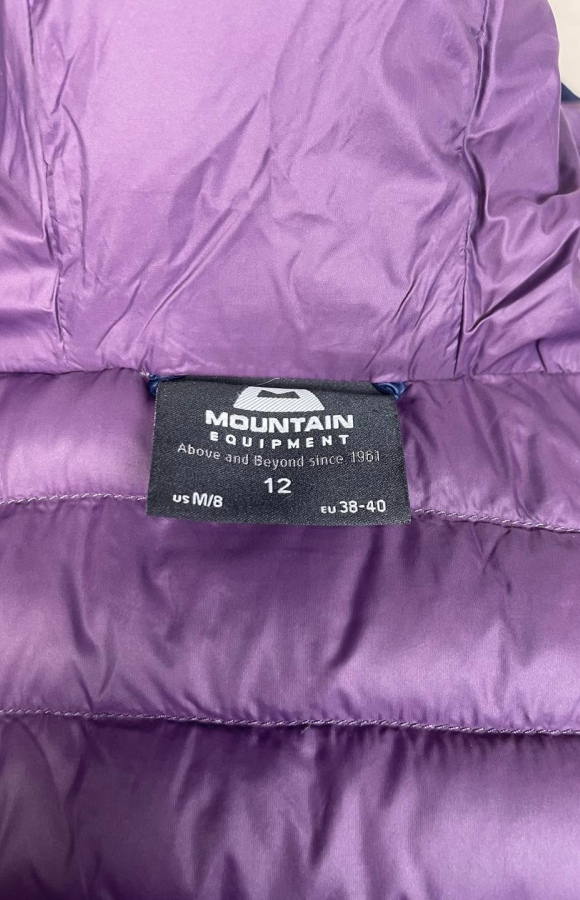 MOUNTAIN
EQUIPMENT
Above and Beyond since 1961
12
US M/8 EU 38-40